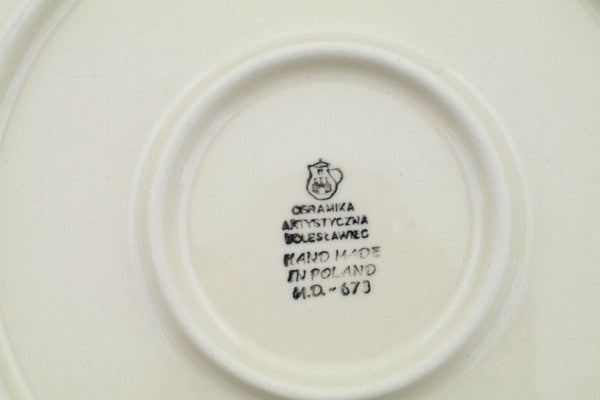 CERAMIKA
ARTYSTYCZNA
BOLESŁAWIEC
HAND MADE
IN POLAND
M.D.-673